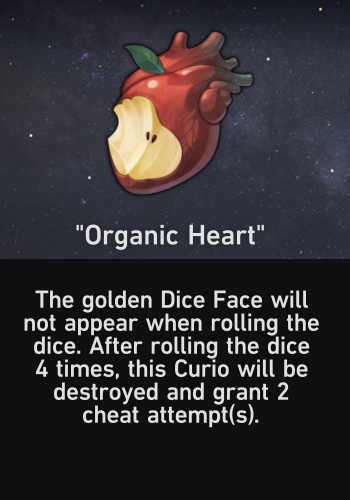 "Organic Heart"
The golden Dice Face will
not appear when rolling the
dice. After rolling the dice
4 times, this Curio will be
destroyed and grant 2
cheat attempt(s).